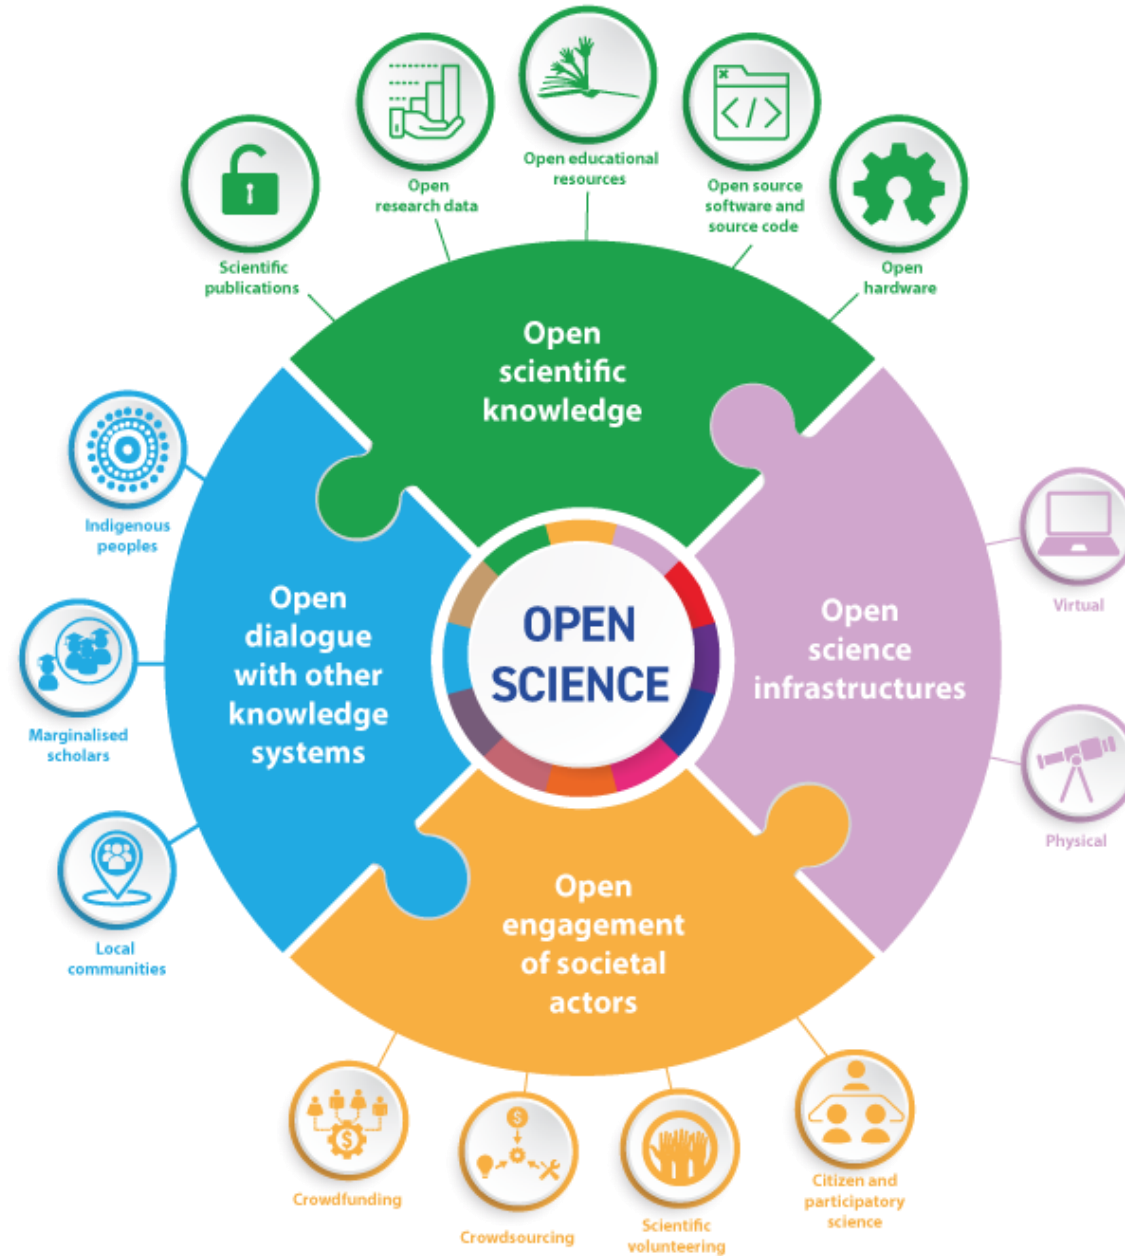 Open educational
resources
Open
research data
Open source
software and
source code
Scientific
publications
Open
hardware
Open
scientific
knowledge
Indigenous
peoples
Marginalised
scholars
Local
communities
Open
dialogue
with other
knowledge
systems
OPEN
SCIENCE
Open
science
infrastructures
Virtual
Physical
Open
engagement
of societal
actors
Crowdfunding
$
Crowdsourcing
$
Scientific
volunteering
Citizen and
participatory
science